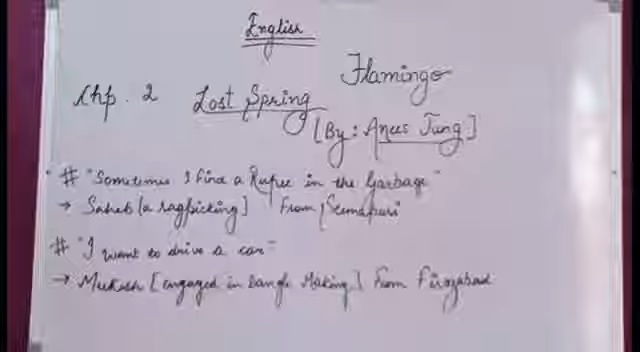 English
Flamingo
Chp. 2 Lost Spring
[By: Anees Jung]
# "Sometimes I find a Rupee in the Garbage"
→ Saheb [a ragpicking] From Seemapuri
# "I want to drive a car"
→ Mukesh [engaged in bangle Making] From Firozabad